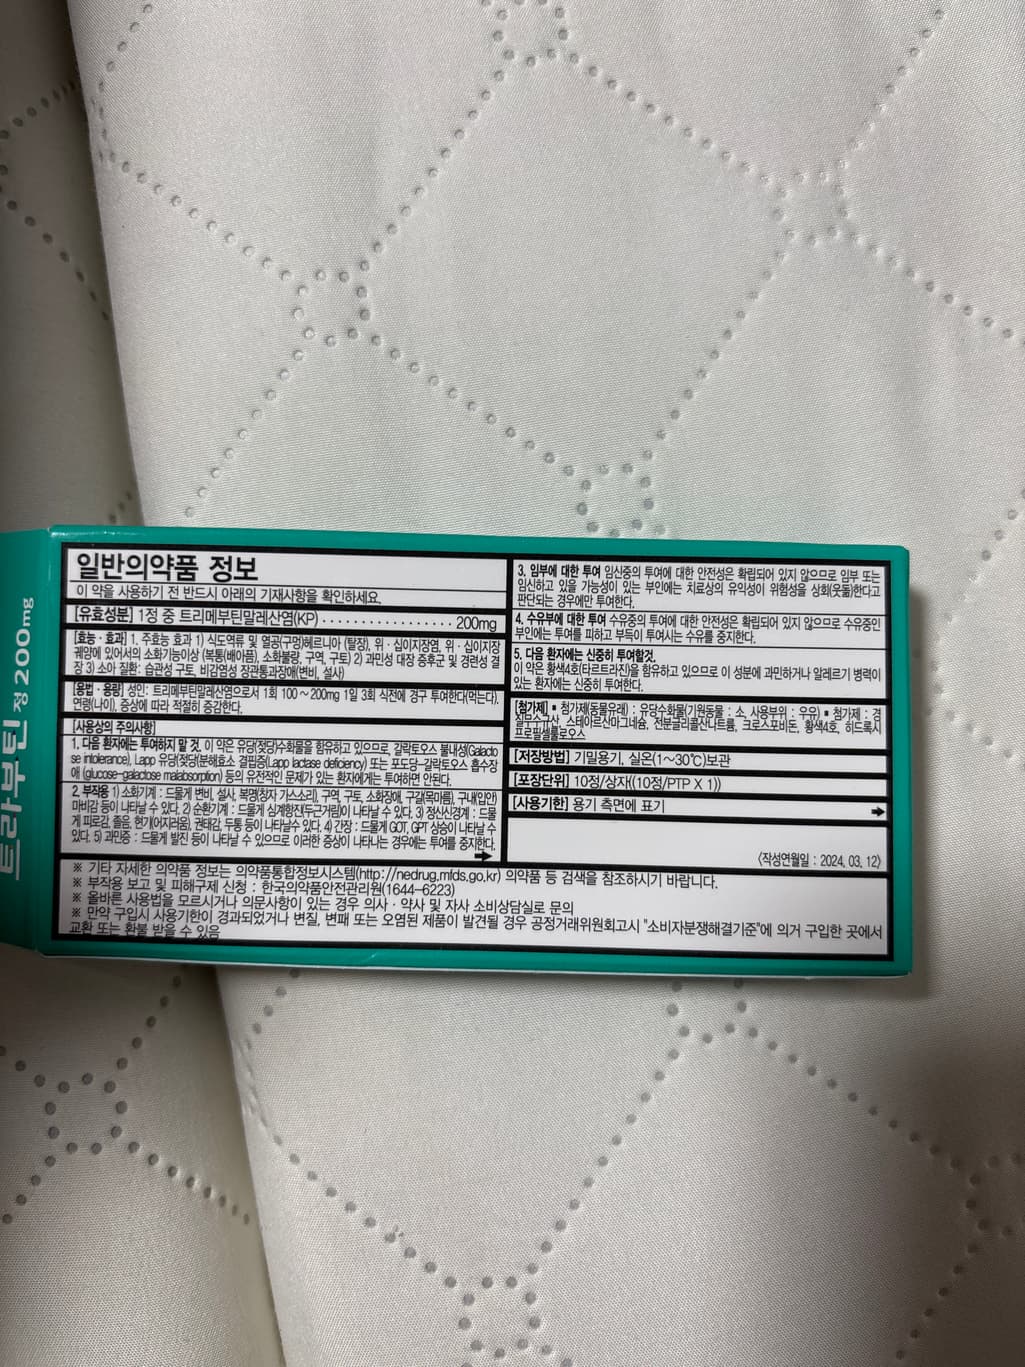 트라부틴정 200mg
일반의약품 정보
이 약을 사용하기 전 반드시 아래의 기재사항을 확인하세요.
[유효성분] 1정 중 트리메부틴말레산염(KP) ·················· 200mg
[효능·효과] 1. 주효능 효과 1) 식도역류 및 열공(구멍)헤르니아 (탈장), 위·십이지장염, 위·십이지장
궤양에 있어서의 소화기능이상 (복통(배아픔), 소화불량, 구역, 구토) 2) 과민성 대장 증후군 및 경련성 결
장 3) 소아 질환: 습관성 구토, 비감염성 장관통과장애(변비, 설사)
[용법·용량] 성인: 트리메부틴말레산염으로서 1회 100~200mg 1일 3회 식전에 경구 투여한다(먹는다).
연령(나이), 증상에 따라 적절히 증감한다.
[사용상의 주의사항]
1. 다음 환자에는 투여하지 말 것. 이 약은 유당(젖당)수화물을 함유하고 있으므로, 갈락토오스 불내성(Galacto
se intolerance), Lapp 유당(젖당)분해효소 결핍증(Lapp lactase deficiency) 또는 포도당-갈락토오스 흡수장
애 (glucose-galactose malabsorption) 등의 유전적인 문제가 있는 환자에게는 투여하면 안된다.
2. 부작용 1) 소화기계 : 드물게 변비, 설사, 복명(창자 가스소리), 구역, 구토, 소화장애, 구갈(목마름), 구내(입안)
마비감 등이 나타날 수 있다. 2) 순환기계 : 드물게 심계항진(두근거림)이 나타날 수 있다. 3) 정신신경계 : 드물
게 피로감, 졸음, 현기(어지러움), 권태감, 두통 등이 나타날수 있다. 4) 간장 : 드물게 GOT, GPT 상승이 나타날 수
있다. 5) 과민증 : 드물게 발진 등이 나타날 수 있으므로 이러한 증상이 나타나는 경우에는 투여를 중지한다.
3. 임부에 대한 투여 임신중의 투여에 대한 안전성은 확립되어 있지 않으므로 임부 또는
임신하고 있을 가능성이 있는 부인에는 치료상의 유익성이 위험성을 상회(웃돎)한다고
판단되는 경우에만 투여한다.
4. 수유부에 대한 투여 수유중의 투여에 대한 안전성은 확립되어 있지 않으므로 수유중인
부인에는 투여를 피하고 부득이 투여시는 수유를 중지한다.
5. 다음 환자에는 신중히 투여할것.
이 약은 황색4호(타르트라진)을 함유하고 있으므로 이 성분에 과민하거나 알레르기 병력이
있는 환자에는 신중히 투여한다.
[첨가제] ▪ 첨가제(동물유래) : 유당수화물(기원동물 : 소, 사용부위 : 우유) ▪ 첨가제 : 경
질무수규산, 스테아르산마그네슘, 전분글리콜산나트륨, 크로스포비돈, 황색4호, 히드록시
프로필셀룰로오스
[저장방법] 기밀용기, 실온(1~30℃)보관
[포장단위] 10정/상자((10정/PTP X 1))
[사용기한] 용기 측면에 표기
〈작성연월일 : 2024. 03. 12〉
※ 기타 자세한 의약품 정보는 의약품통합정보시스템(http://nedrug.mfds.go.kr) 의약품 등 검색을 참조하시기 바랍니다.
※ 부작용 보고 및 피해구제 신청 : 한국의약품안전관리원(1644-6223)
※ 올바른 사용법을 모르시거나 의문사항이 있는 경우 의사·약사 및 자사 소비상담실로 문의
※ 만약 구입시 사용기한이 경과되었거나 변질, 변패 또는 오염된 제품이 발견될 경우 공정거래위원회고시 "소비자분쟁해결기준"에 의거 구입한 곳에서
교환 또는 환불 받을 수 있음